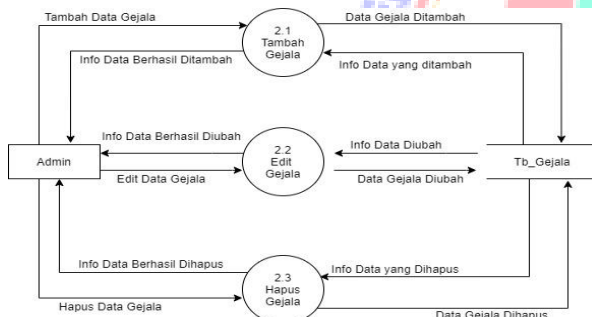 Tambah Data Gejala
Data Gejala Ditambah
2.1
Tambah
Gejala
Info Data Berhasil Ditambah
Info Data yang ditambah
Info Data Berhasil Diubah
2.2
Edit
Gejala
Info Data Diubah
Admin
Tb_Gejala
Edit Data Gejala
Data Gejala Diubah
Info Data Berhasil Dihapus
2.3
Hapus
Gejala
Info Data yang Dihapus
Hapus Data Gejala
Data Gejala Dihapus